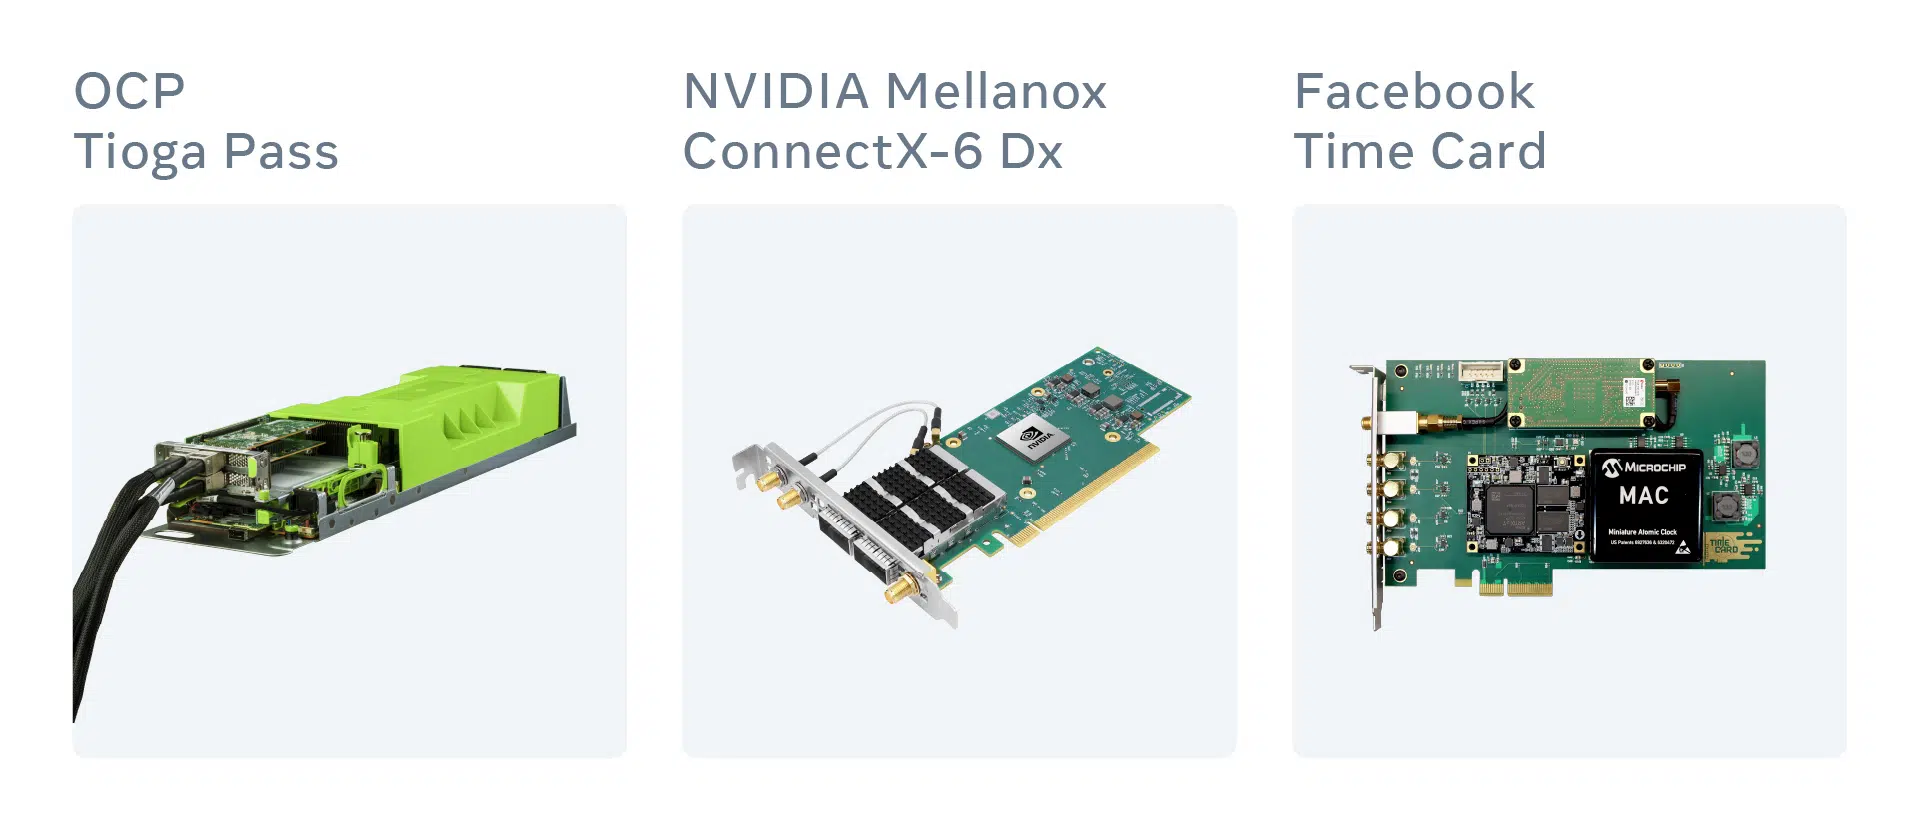 OCP
Tioga Pass
NVIDIA Mellanox
ConnectX-6 Dx
Facebook
Time Card
NVIDIA
MICROCHIP
MAC
Miniature Atomic Clock
TIME
CARD